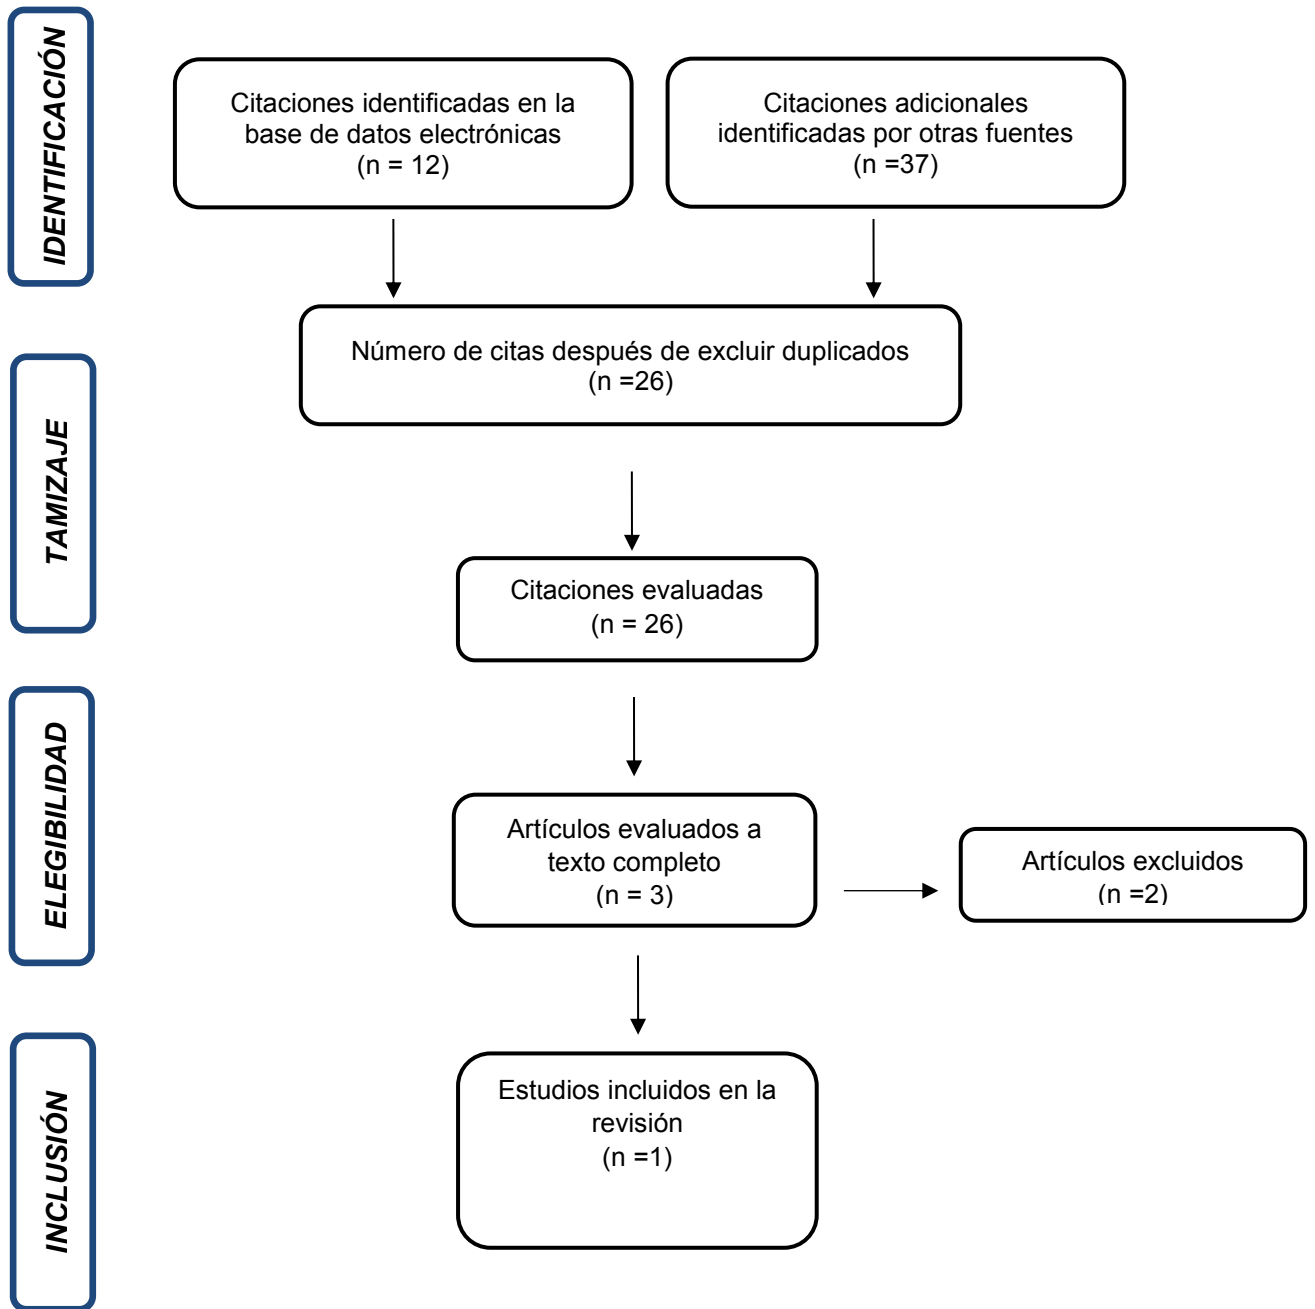 IDENTIFICACIÓN
Citaciones identificadas en la
base de datos electrónicas
(n = 12)
Citaciones adicionales
identificadas por otras fuentes
(n =37)
Número de citas después de excluir duplicados
(n =26)
TAMIZAJE
Citaciones evaluadas
(n = 26)
ELEGIBILIDAD
Artículos evaluados a
texto completo
(n = 3)
Artículos excluidos
(n =2)
INCLUSIÓN
Estudios incluidos en la
revisión
(n =1)